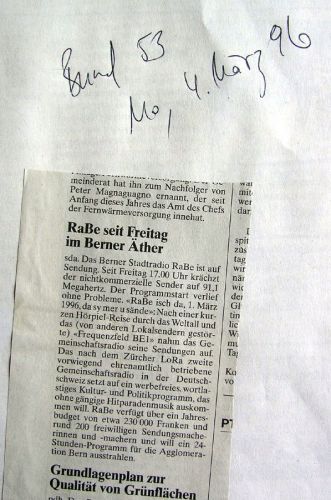 Bund 53
Mo, 4. März 96
meinderat hat ihn zum Nachfolger von
Peter Magnaguagno ernannt, der seit
Anfang dieses Jahres das Amt des Chefs
der Fernwärmeversorgung innehat.
RaBe seit Freitag
im Berner Äther
sda. Das Berner Stadtradio RaBe ist auf
Sendung. Seit Freitag 17.00 Uhr krächzt
der nichtkommerzielle Sender auf 91,1
Megahertz. Der Programmstart verlief
ohne Probleme. «RaBe isch da, 1. März
1996, da sy mer u sände»: Nach einer kur-
zen Hörpiel-Reise durch das Weltall und
das (von anderen Lokalsendern gestör-
te) «Frequenzfeld BE1» nahm das Ge-
meinschaftsradio seine Sendungen auf.
Das nach dem Zürcher LoRa zweite
vorwiegend ehrenamtlich betriebene
Gemeinschaftsradio in der Deutsch-
schweiz setzt auf ein werbefreies, wortla-
stiges Kultur- und Politikprogramm, das
ohne gängige Hitparadenmusik auskom-
men will. RaBe verfügt über ein Jahres-
budget von etwa 230 000 Franken und
rund 200 freiwilligen Sendungsmache-
rinnen und -machern und will ein 24-
Stunden-Programm für die Agglomera-
tion Bern ausstrahlen.
Grundlagenplan zur
Qualität von Grünflächen